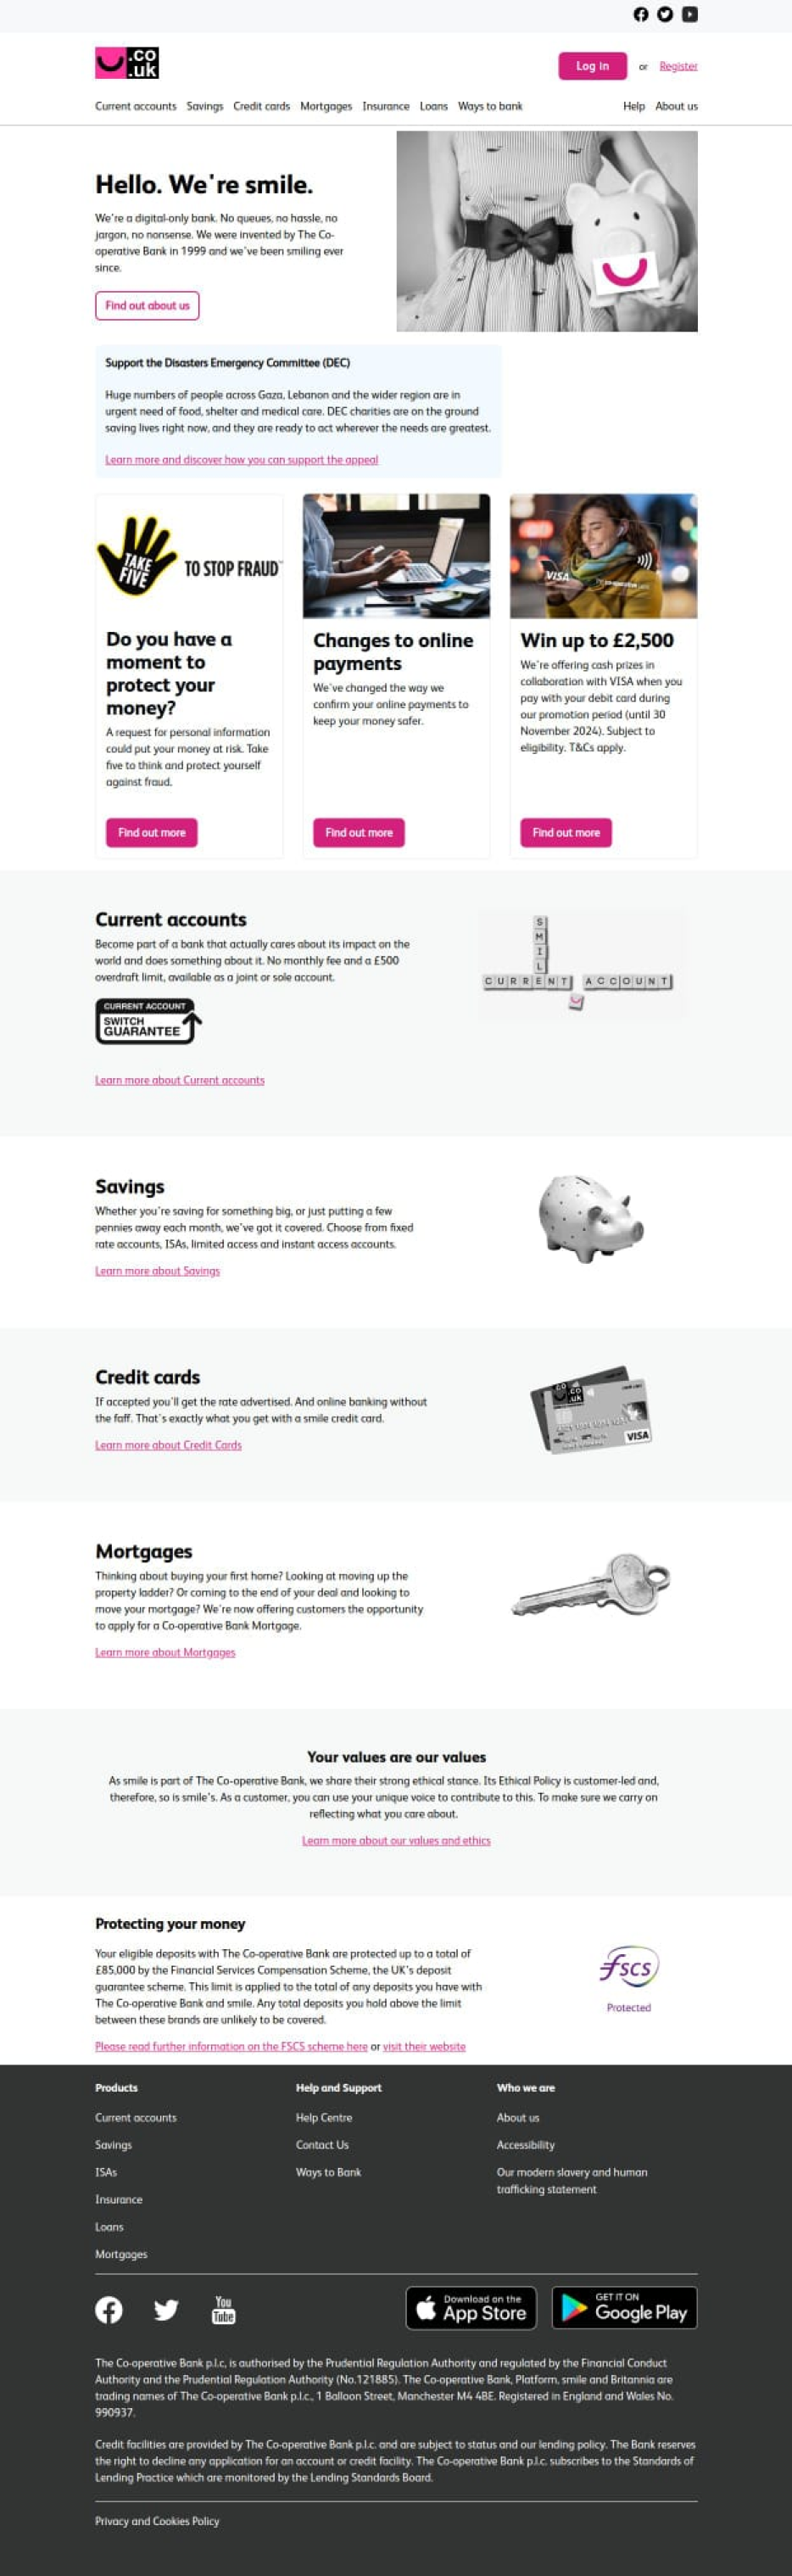 .co
.uk
Log in or Register
Current accounts Savings Credit cards Mortgages Insurance Loans Ways to bank Help About us
Hello. We're smile.
We're a digital-only bank. No queues, no hassle, no
jargon, no nonsense. We were invented by The Co-
operative Bank in 1999 and we've been smiling ever
since.
Find out about us
Support the Disasters Emergency Committee (DEC)
Huge numbers of people across Gaza, Lebanon and the wider region are in
urgent need of food, shelter and medical care. DEC charities are on the ground
saving lives right now, and they are ready to act wherever the needs are greatest.
Learn more and discover how you can support the appeal
TAKE
FIVE
TO STOP FRAUD
Do you have a
moment to
protect your
money?
A request for personal information
could put your money at risk. Take
five to think and protect yourself
against fraud.
Find out more
Changes to online
payments
We've changed the way we
confirm your online payments to
keep your money safer.
Find out more
VISA
Win up to £2,500
We're offering cash prizes in
collaboration with VISA when you
pay with your debit card during
our promotion period (until 30
November 2024). Subject to
eligibility. T&Cs apply.
Find out more
Current accounts
Become part of a bank that actually cares about its impact on the
world and does something about it. No monthly fee and a £500
overdraft limit, available as a joint or sole account.
CURRENT ACCOUNT
SWITCH
GUARANTEE
Learn more about Current accounts
SMILE
CURRENT ACCOUNT
Savings
Whether you're saving for something big, or just putting a few
pennies away each month, we've got it covered. Choose from fixed
rate accounts, ISAs, limited access and instant access accounts.
Learn more about Savings
Credit cards
If accepted you'll get the rate advertised. And online banking without
the faff. That's exactly what you get with a smile credit card.
Learn more about Credit Cards
.co
.uk
VISA
Mortgages
Thinking about buying your first home? Looking at moving up the
property ladder? Or coming to the end of your deal and looking to
move your mortgage? We're now offering customers the opportunity
to apply for a Co-operative Bank Mortgage.
Learn more about Mortgages
Your values are our values
As smile is part of The Co-operative Bank, we share their strong ethical stance. Its Ethical Policy is customer-led and,
therefore, so is smile's. As a customer, you can use your unique voice to contribute to this. To make sure we carry on
reflecting what you care about.
Learn more about our values and ethics
Protecting your money
Your eligible deposits with The Co-operative Bank are protected up to a total of
£85,000 by the Financial Services Compensation Scheme, the UK's deposit
guarantee scheme. This limit is applied to the total of any deposits you have with
The Co-operative Bank and smile. Any total deposits you hold above the limit
between these brands are unlikely to be covered.
Please read further information on the FSCS scheme here or visit their website
fscs
Protected
Products
Current accounts
Savings
ISAs
Insurance
Loans
Mortgages
Help and Support
Help Centre
Contact Us
Ways to Bank
Who we are
About us
Accessibility
Our modern slavery and human
trafficking statement
You
Tube
Download on the
App Store
GET IT ON
Google Play
The Co-operative Bank p.l.c, is authorised by the Prudential Regulation Authority and regulated by the Financial Conduct
Authority and the Prudential Regulation Authority (No.121885). The Co-operative Bank, Platform, smile and Britannia are
trading names of The Co-operative Bank p.l.c., 1 Balloon Street, Manchester M4 4BE. Registered in England and Wales No.
990937.
Credit facilities are provided by The Co-operative Bank p.l.c. and are subject to status and our lending policy. The Bank reserves
the right to decline any application for an account or credit facility. The Co-operative Bank p.l.c. subscribes to the Standards of
Lending Practice which are monitored by the Lending Standards Board.
Privacy and Cookies Policy